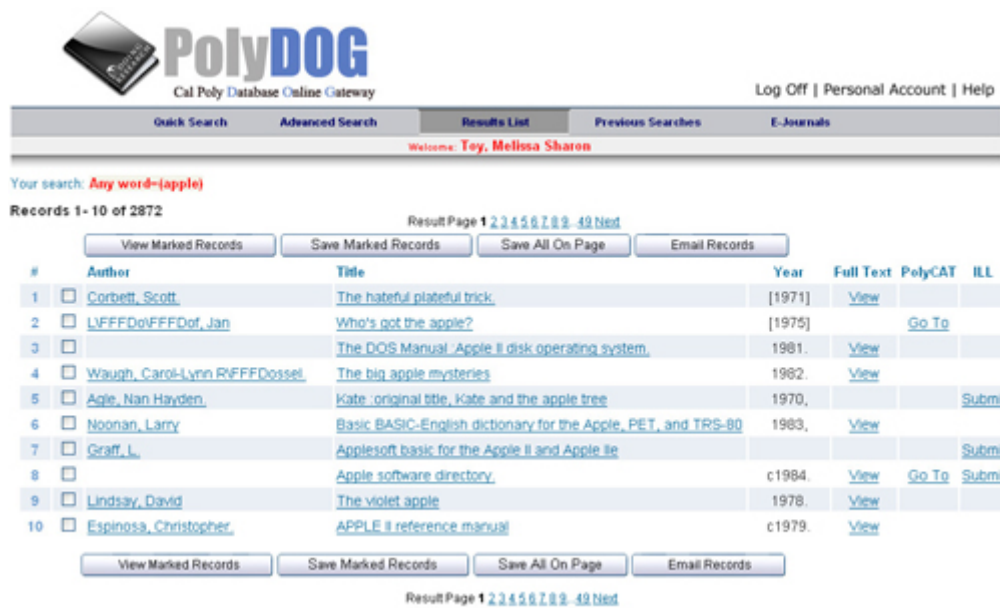 PolyDOG
Cal Poly Database Online Gateway
Log Off | Personal Account | Help
Quick Search Advanced Search Results List Previous Searches E-Journals
Welcome: Toy, Melissa Sharon
Your search: Any word=(apple)
Records 1- 10 of 2872
Result Page 1 2 3 4 5 6 7 8 9...49 Next
View Marked Records Save Marked Records Save All On Page Email Records
# Author Title Year Full Text PolyCAT ILL
1 Corbett, Scott. The hateful plateful trick. [1971] View
2 L\FFFDo\FFFDof, Jan Who's got the apple? [1975] Go To
3 The DOS Manual :Apple II disk operating system. 1981. View
4 Waugh, Carol-Lynn R\FFFDossel. The big apple mysteries 1982. View
5 Agle, Nan Hayden. Kate :original title, Kate and the apple tree 1970, Submi
6 Noonan, Larry Basic BASIC-English dictionary for the Apple, PET, and TRS-80 1983, View
7 Graff, L. Applesoft basic for the Apple II and Apple IIe Submi
8 Apple software directory. c1984. View Go To Submi
9 Lindsay, David The violet apple 1978. View
10 Espinosa, Christopher. APPLE II reference manual c1979. View
View Marked Records Save Marked Records Save All On Page Email Records
Result Page 1 2 3 4 5 6 7 8 9...49 Next